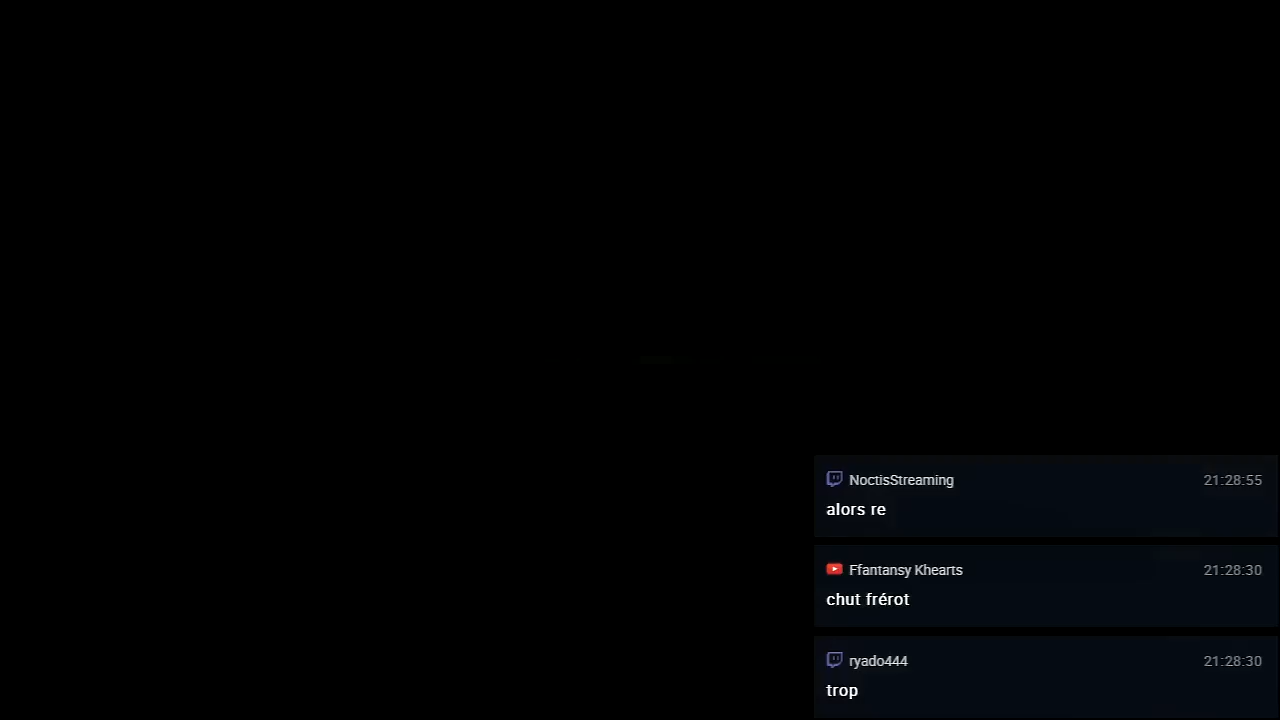 NoctisStreaming 21:28:55
alors re
Ffantansy Khearts 21:28:30
chut frérot
ryado444 21:28:30
trop